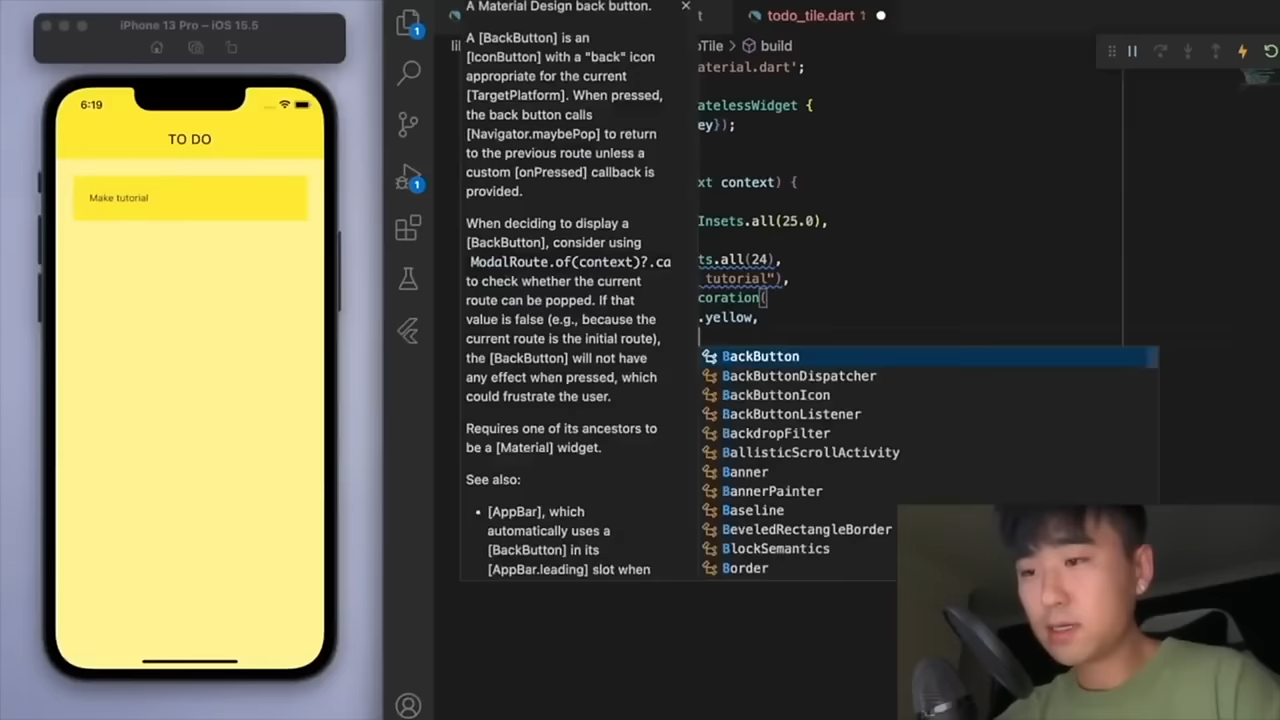 iPhone 13 Pro – iOS 15.5
6:19
TO DO
Make tutorial
1
1
A Material Design back button.
A [BackButton] is an
[IconButton] with a "back" icon
appropriate for the current
[TargetPlatform]. When pressed,
the back button calls
[Navigator.maybePop] to return
to the previous route unless a
custom [onPressed] callback is
provided.
When deciding to display a
[BackButton], consider using
ModalRoute.of(context)?.ca
to check whether the current
route can be popped. If that
value is false (e.g., because the
current route is the initial route),
the [BackButton] will not have
any effect when pressed, which
could frustrate the user.
Requires one of its ancestors to
be a [Material] widget.
See also:
• [AppBar], which
automatically uses a
[BackButton] in its
[AppBar.leading] slot when
t
todo_tile.dart 1
Tile > build
aterial.dart';
atelessWidget {
ey});
xt context) {
Insets.all(25.0),
ts.all(24),
tutorial"),
coration(
.yellow,
BackButton
BackButtonDispatcher
BackButtonIcon
BackButtonListener
BackdropFilter
BallisticScrollActivity
Banner
BannerPainter
Baseline
BeveledRectangleBorder
BlockSemantics
Border